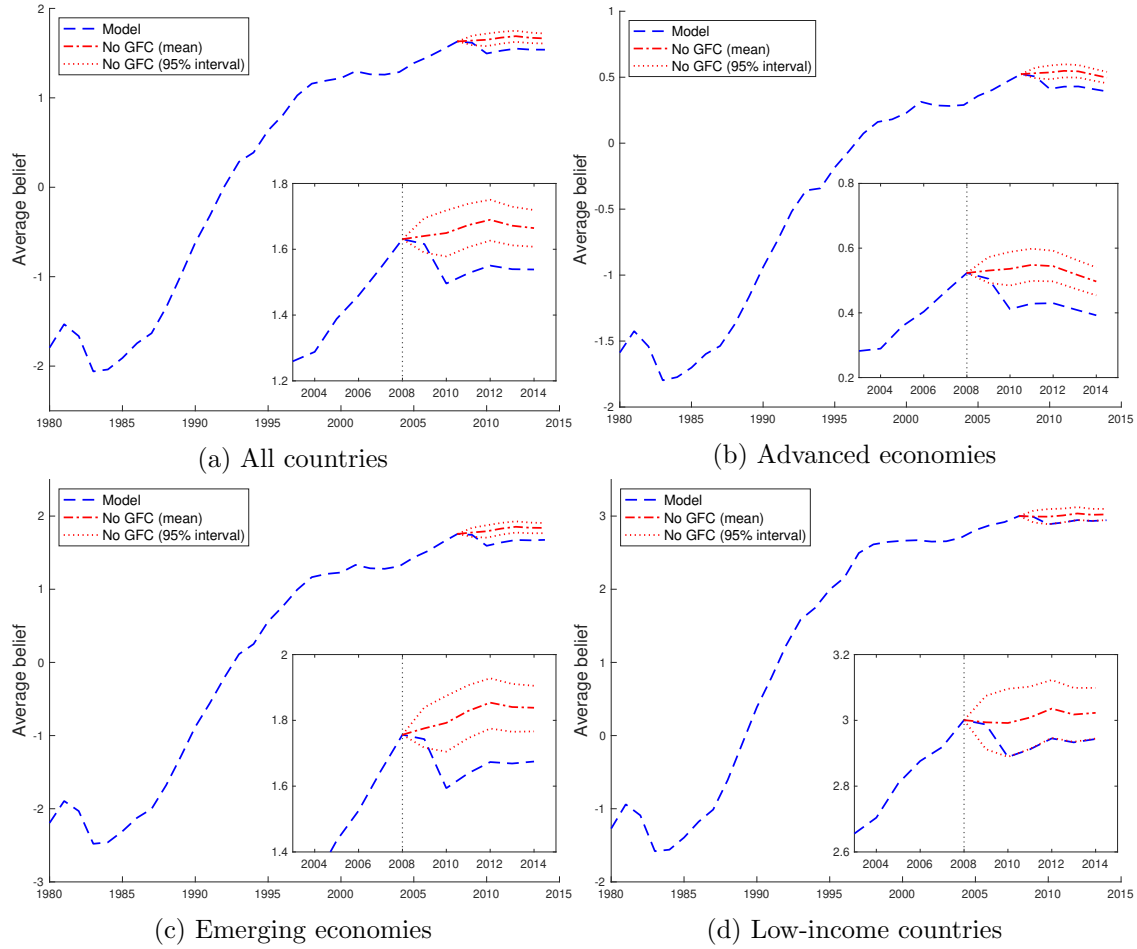 2
1
0
-1
-2
Average belief
Model
No GFC (mean)
No GFC (95% interval)
1.8
1.6
1.4
1.2
2004 2006 2008 2010 2012 2014
1980 1985 1990 1995 2000 2005 2010 2015
(a) All countries
1
0.5
0
-0.5
-1
-1.5
-2
Average belief
Model
No GFC (mean)
No GFC (95% interval)
0.8
0.6
0.4
0.2
2004 2006 2008 2010 2012 2014
1980 1985 1990 1995 2000 2005 2010 2015
(b) Advanced economies
2
1
0
-1
-2
-3
Average belief
Model
No GFC (mean)
No GFC (95% interval)
2
1.8
1.6
1.4
2004 2006 2008 2010 2012 2014
1980 1985 1990 1995 2000 2005 2010 2015
(c) Emerging economies
3
2
1
0
-1
-2
Average belief
Model
No GFC (mean)
No GFC (95% interval)
3.2
3
2.8
2.6
2004 2006 2008 2010 2012 2014
1980 1985 1990 1995 2000 2005 2010 2015
(d) Low-income countries